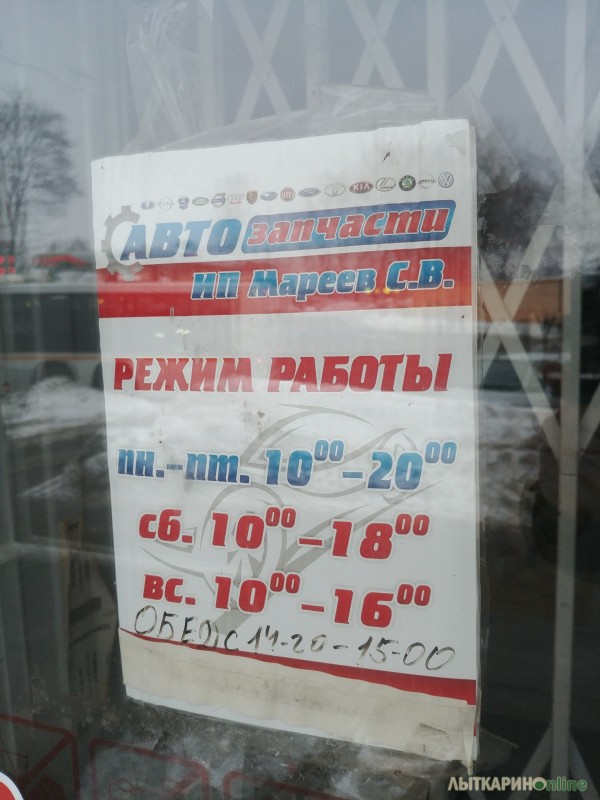 KIA
АВТО запчасти
ИП Мареев С.В.
РЕЖИМ РАБОТЫ
пн.-пт. 10⁰⁰-20⁰⁰
сб. 10⁰⁰-18⁰⁰
вс. 10⁰⁰-16⁰⁰
ОБЕД С 14-20-15-00
ЛЫТКАРИНОonline